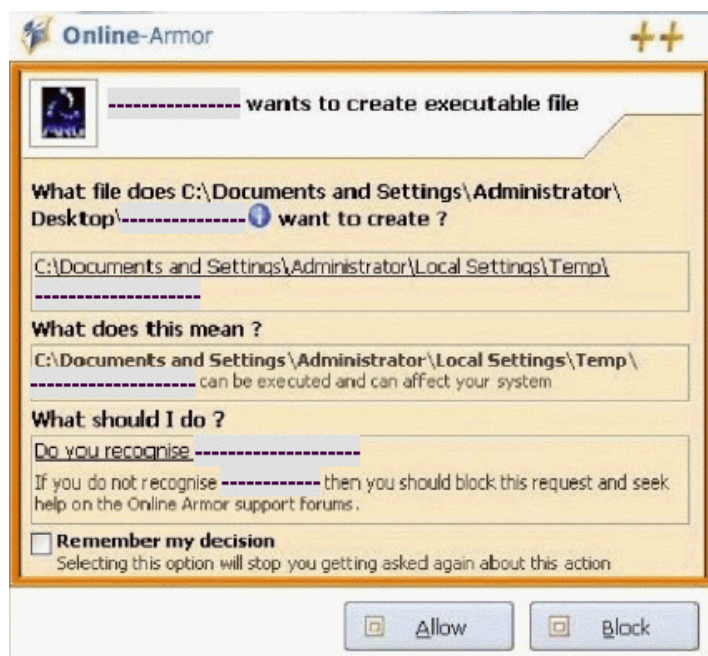 Online-Armor
++
---------------- wants to create executable file
What file does C:\Documents and Settings\Administrator\
Desktop\--------------- want to create ?
C:\Documents and Settings\Administrator\Local Settings\Temp\
--------------------
What does this mean ?
C:\Documents and Settings\Administrator\Local Settings\Temp\
-------------------- can be executed and can affect your system
What should I do ?
Do you recognise --------------------
If you do not recognise ------------ then you should block this request and seek
help on the Online Armor support forums.
Remember my decision
Selecting this option will stop you getting asked again about this action
Allow
Block